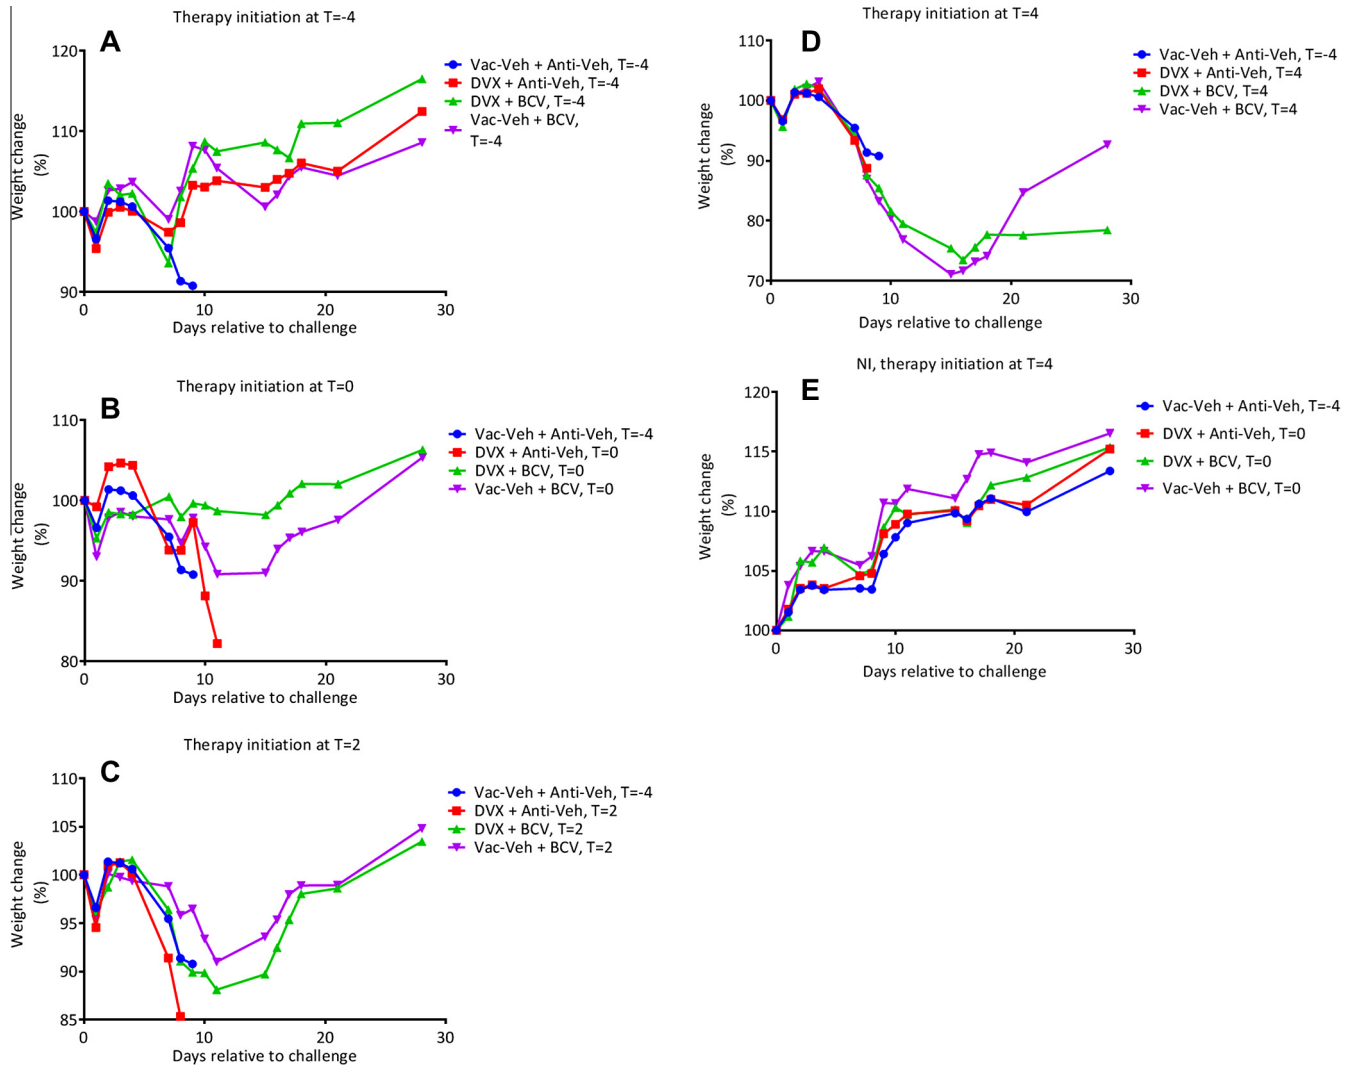 Therapy initiation at T=-4
A
120
110
100
90
Weight change
(%)
0
10
20
30
Days relative to challenge
Vac-Veh + Anti-Veh, T=-4
DVX + Anti-Veh, T=-4
DVX + BCV, T=-4
Vac-Veh + BCV,
T=-4
Therapy initiation at T=0
B
110
100
90
80
Weight change
(%)
0
10
20
30
Days relative to challenge
Vac-Veh + Anti-Veh, T=-4
DVX + Anti-Veh, T=0
DVX + BCV, T=0
Vac-Veh + BCV, T=0
Therapy initiation at T=2
C
110
105
100
95
90
85
Weight change
(%)
0
10
20
30
Days relative to challenge
Vac-Veh + Anti-Veh, T=-4
DVX + Anti-Veh, T=2
DVX + BCV, T=2
Vac-Veh + BCV, T=2
Therapy initiation at T=4
D
110
100
90
80
70
Weight change
(%)
0
10
20
30
Days relative to challenge
Vac-Veh + Anti-Veh, T=-4
DVX + Anti-Veh, T=4
DVX + BCV, T=4
Vac-Veh + BCV, T=4
NI, therapy initiation at T=4
E
120
115
110
105
100
Weight change
(%)
0
10
20
30
Days relative to challenge
Vac-Veh + Anti-Veh, T=-4
DVX + Anti-Veh, T=0
DVX + BCV, T=0
Vac-Veh + BCV, T=0